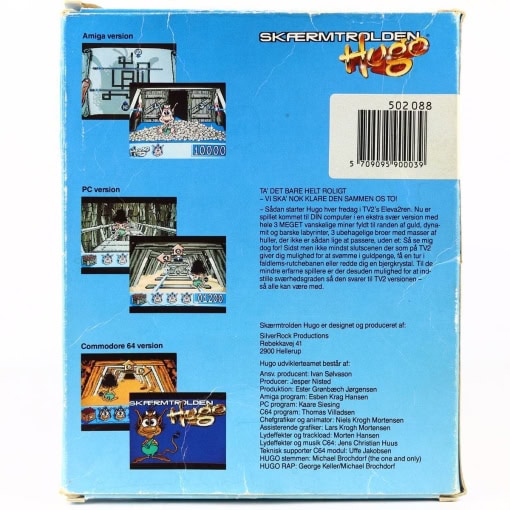 Amiga version
SKÆRMTROLDEN
Hugo
10000
502 088
5 709095 900039
PC version
01200
TA' DET BARE HELT ROLIGT
– VI SKA' NOK KLARE DEN SAMMEN OS TO!
– Sådan starter Hugo hver fredag i TV2's Eleva2ren. Nu er
spillet kommet til DIN computer i en ekstra svær version med
hele 3 MEGET vanskelige miner fyldt til randen af guld, dyna-
mit og barske labyrinter, 3 ubehagelige broer med masser af
huller, der ikke er sådan lige at passere, uden et: Så se mig
dog for! Sidst men ikke mindst slutscenen der som på TV2
giver dig mulighed for at svømme i guldpenge, få en tur i
faldlems-rutchebanen eller redde dig en bjergkrystal. Til de
mindre erfarne spillere er der desuden mulighed for at ind-
stille sværhedsgraden så den svarer til TV2 versionen –
så alle kan være med.
Commodore 64 version
SKÆRMTROLDEN
Hugo
Skærmtrolden Hugo er designet og produceret af:
SilverRock Productions
Rebekkavej 41
2900 Hellerup
Hugo udviklerteamet består af:
Ansv. producent: Ivan Sølvason
Producer: Jesper Nisted
Produktion: Ester Grønbæch Jørgensen
Amiga program: Esben Krag Hansen
PC program: Kaare Siesing
C64 program: Thomas Villadsen
Chefgrafiker og animator: Niels Krogh Mortensen
Assisterende grafiker: Lars Krogh Mortensen
Lydeffekter og trackload: Morten Hansen
Lydeffekter og musik C64: Jens Christian Huus
Teknisk supporter C64 modul: Uffe Jakobsen
HUGO stemmen: Michael Brochdorf (the one and only)
HUGO RAP: George Keller/Michael Brochdorf